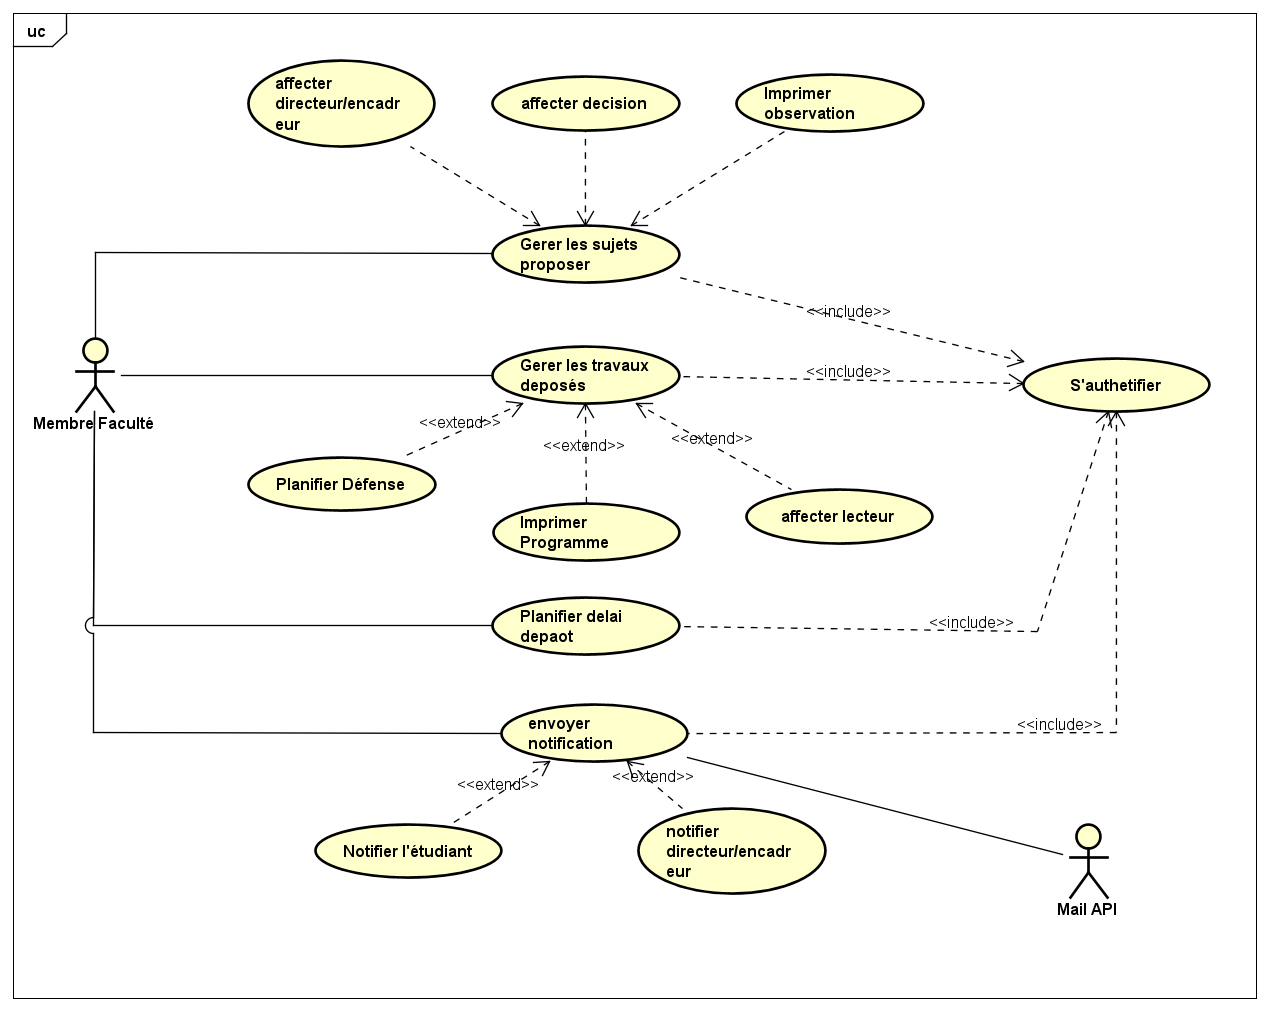 uc
affecter
directeur/encadr
eur
affecter decision
Imprimer
observation
Gerer les sujets
proposer
<<include>>
Membre Faculté
Gerer les travaux
deposés
<<include>>
S'authetifier
<<extend>>
<<extend>>
<<extend>>
Planifier Défense
Imprimer
Programme
affecter lecteur
Planifier delai
depaot
<<include>>
envoyer
notification
<<include>>
<<extend>>
<<extend>>
Notifier l'étudiant
notifier
directeur/encadr
eur
Mail API